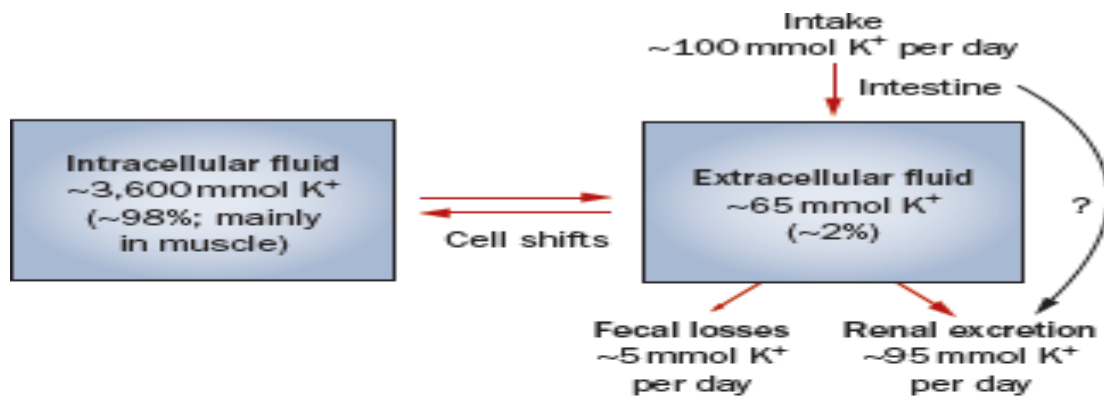 Intake
~100 mmol K⁺ per day
Intestine
Intracellular fluid
~3,600 mmol K⁺
(~98%; mainly
in muscle)
Cell shifts
Extracellular fluid
~65 mmol K⁺
(~2%)
?
Fecal losses
~5 mmol K⁺
per day
Renal excretion
~95 mmol K⁺
per day